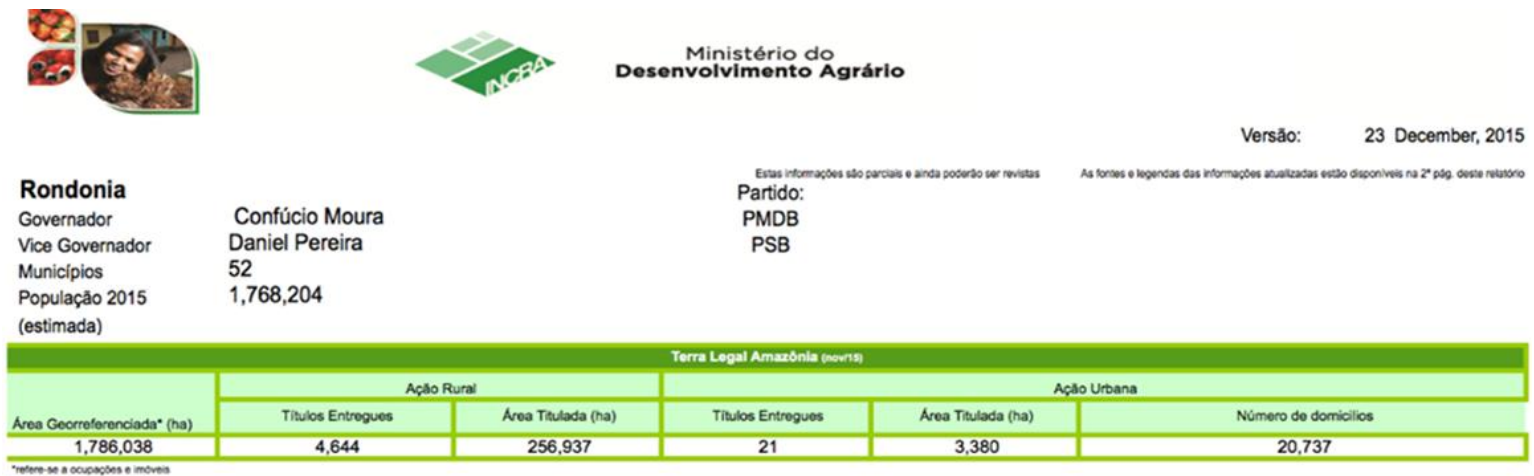 INCRA
Ministério do
Desenvolvimento Agrário
Versão: 23 December, 2015
Estas informações são parciais e ainda poderão ser revistas As fontes e legendas das informações atualizadas estão disponíveis na 2ª pág. deste relatório
Rondonia Partido:
Governador Confúcio Moura PMDB
Vice Governador Daniel Pereira PSB
Municípios 52
População 2015 1,768,204
(estimada)
Terra Legal Amazônia (nov/15)
Ação Rural Ação Urbana
Área Georreferenciada* (ha) Títulos Entregues Área Titulada (ha) Títulos Entregues Área Titulada (ha) Número de domicilios
1,786,038 4,644 256,937 21 3,380 20,737
*refere-se a ocupações e imóveis